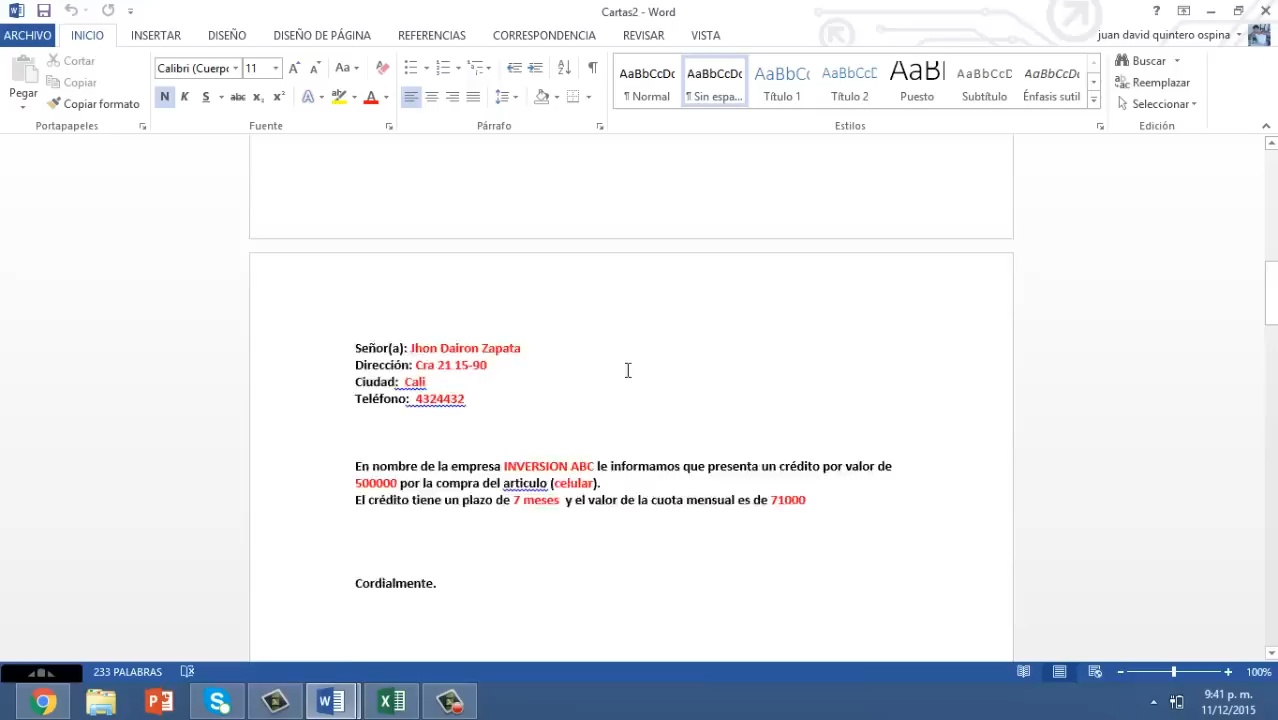 Cartas2 - Word
?
ARCHIVO INICIO INSERTAR DISEÑO DISEÑO DE PÁGINA REFERENCIAS CORRESPONDENCIA REVISAR VISTA juan david quintero ospina
Pegar
Cortar
Copiar
Copiar formato
Portapapeles
Calibri (Cuerp 11
N K S abc x₂ x²
Fuente
Párrafo
AaBbCcDc AaBbCcDc AaBbCc AaBbCcD AaBl AaBbCcD AaBbCcDc
¶ Normal ¶ Sin espa... Título 1 Título 2 Puesto Subtítulo Énfasis sutil
Estilos
Buscar
Reemplazar
Seleccionar
Edición
Señor(a): Jhon Dairon Zapata
Dirección: Cra 21 15-90
Ciudad: Cali
Teléfono: 4324432
En nombre de la empresa INVERSION ABC le informamos que presenta un crédito por valor de
500000 por la compra del articulo (celular).
El crédito tiene un plazo de 7 meses y el valor de la cuota mensual es de 71000
Cordialmente.
233 PALABRAS
100%
9:41 p. m.
11/12/2015